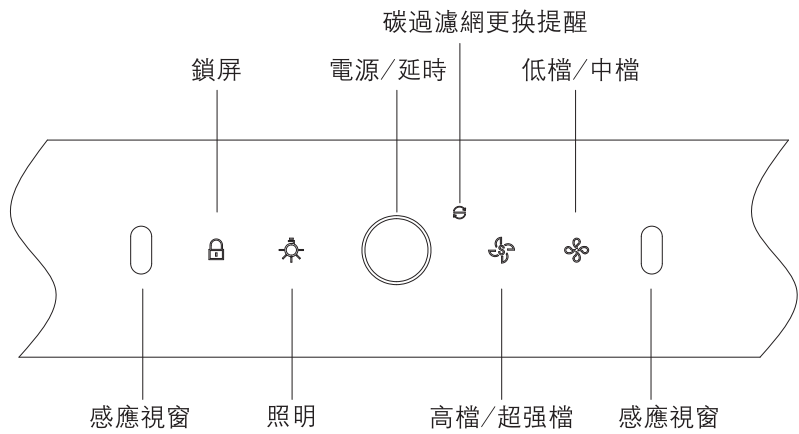 碳過濾網更换提醒
鎖屏
電源/延時
低檔/中檔
感應視窗
照明
高檔/超强檔
感應視窗